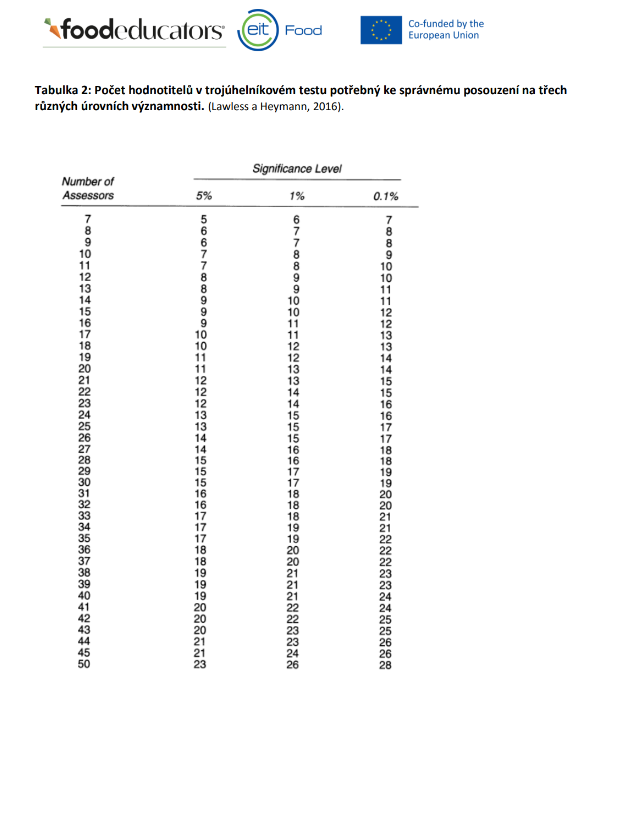 foodeducators
eit Food
Co-funded by the
European Union
Tabulka 2: Počet hodnotitelů v trojúhelníkovém testu potřebný ke správnému posouzení na třech
různých úrovních významnosti. (Lawless a Heymann, 2016).
Significance Level
Number of
Assessors 5% 1% 0.1%
7 5 6 7
8 6 7 8
9 6 7 8
10 7 8 9
11 7 8 10
12 8 9 10
13 8 9 11
14 9 10 11
15 9 10 12
16 9 11 12
17 10 11 13
18 10 12 13
19 11 12 14
20 11 13 14
21 12 13 15
22 12 14 15
23 12 14 16
24 13 15 16
25 13 15 17
26 14 15 17
27 14 16 18
28 15 16 18
29 15 17 19
30 15 17 19
31 16 18 20
32 16 18 20
33 17 18 21
34 17 19 21
35 17 19 22
36 18 20 22
37 18 20 22
38 19 21 23
39 19 21 23
40 19 21 24
41 20 22 24
42 20 22 25
43 20 23 25
44 21 23 26
45 21 24 26
50 23 26 28